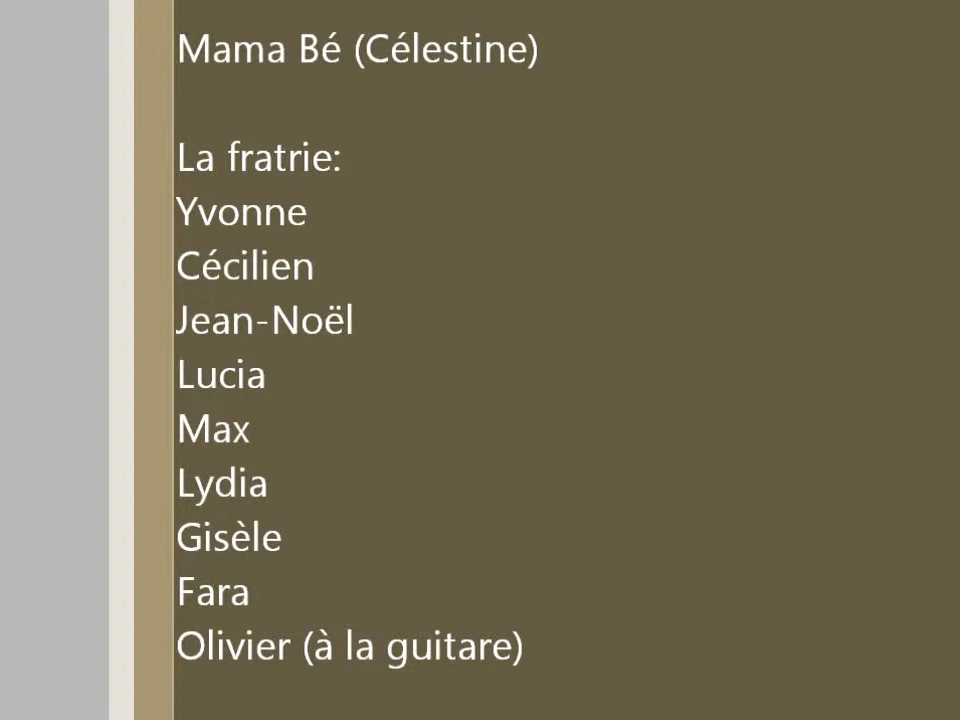 Mama Bé (Célestine)
La fratrie:
Yvonne
Cécilien
Jean-Noël
Lucia
Max
Lydia
Gisèle
Fara
Olivier (à la guitare)